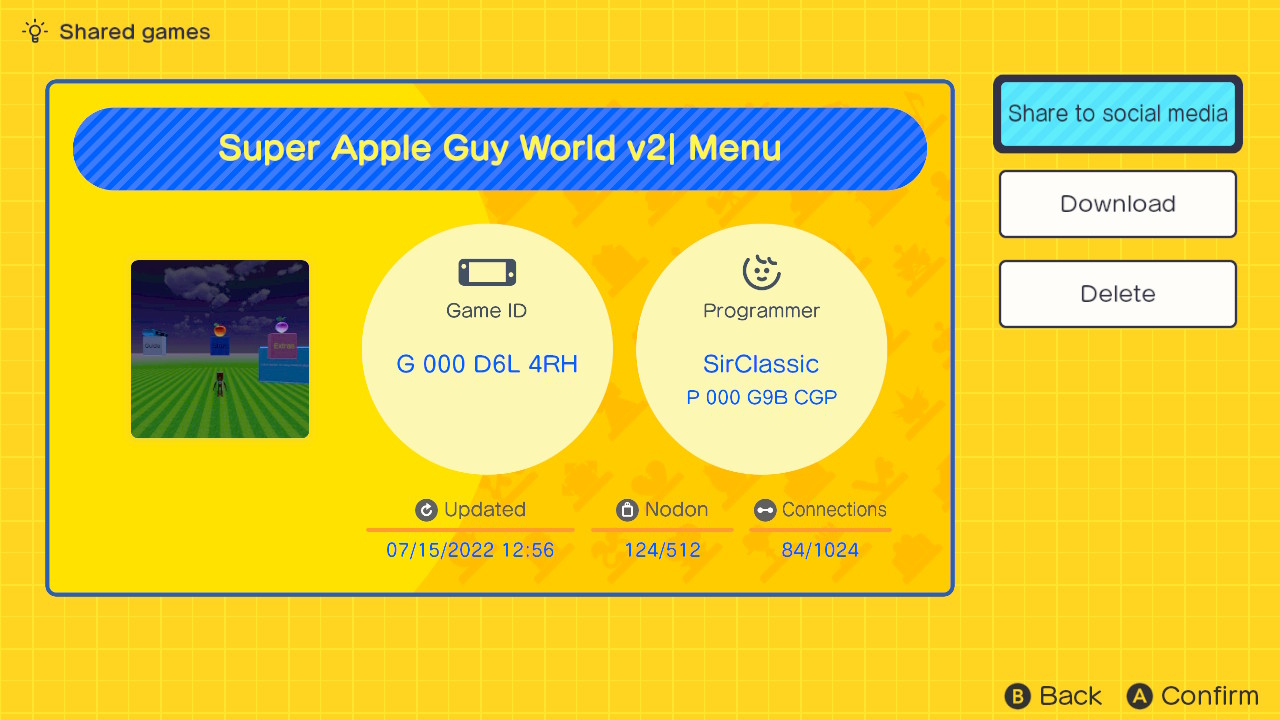 Shared games
Super Apple Guy World v2| Menu
Game ID
G 000 D6L 4RH
Programmer
SirClassic
P 000 G9B CGP
Extras
Updated
07/15/2022 12:56
Nodon
124/512
Connections
84/1024
Share to social media
Download
Delete
B Back
A Confirm